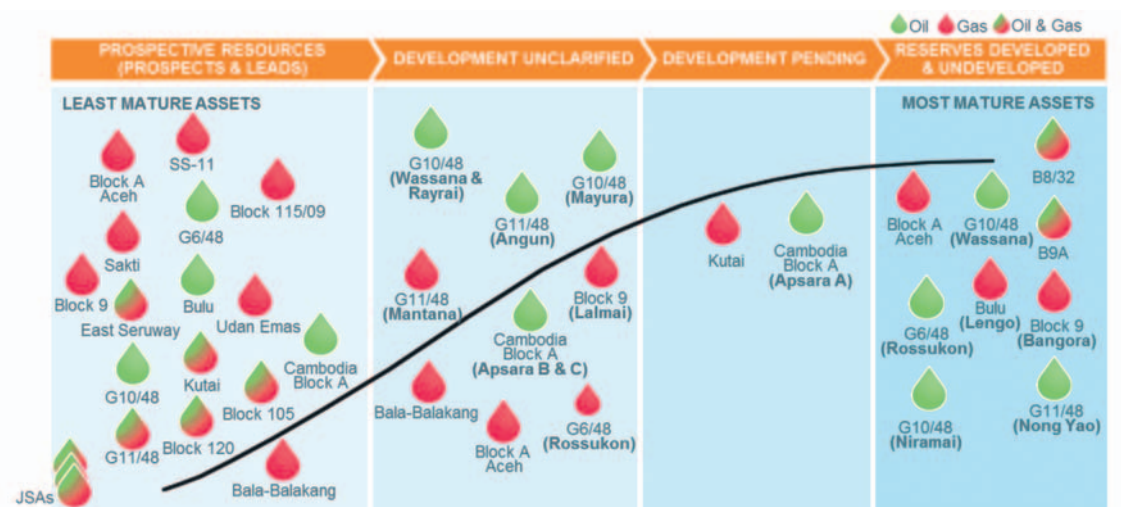 Oil Gas Oil & Gas
PROSPECTIVE RESOURCES
(PROSPECTS & LEADS)
DEVELOPMENT UNCLARIFIED
DEVELOPMENT PENDING
RESERVES DEVELOPED
& UNDEVELOPED
LEAST MATURE ASSETS
Block A
Aceh
SS-11
Block 115/09
G6/48
Sakti
Block 9
East Seruway
Bulu
Udan Emas
Cambodia
Block A
G10/48
Kutai
Block 105
G11/48
Block 120
Bala-Balakang
JSAs
G10/48
(Wassana &
Rayrai)
G10/48
(Mayura)
G11/48
(Angun)
G11/48
(Mantana)
Block 9
(Lalmai)
Cambodia
Block A
(Apsara B & C)
Bala-Balakang
Block A
Aceh
G6/48
(Rossukon)
Kutai
Cambodia
Block A
(Apsara A)
MOST MATURE ASSETS
B8/32
Block A
Aceh
G10/48
(Wassana)
B9A
G6/48
(Rossukon)
Bulu
(Lengo)
Block 9
(Bangora)
G10/48
(Niramai)
G11/48
(Nong Yao)